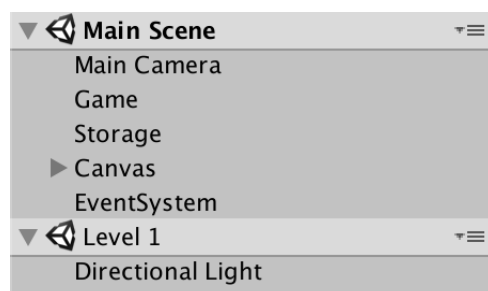 Main Scene
Main Camera
Game
Storage
Canvas
EventSystem
Level 1
Directional Light